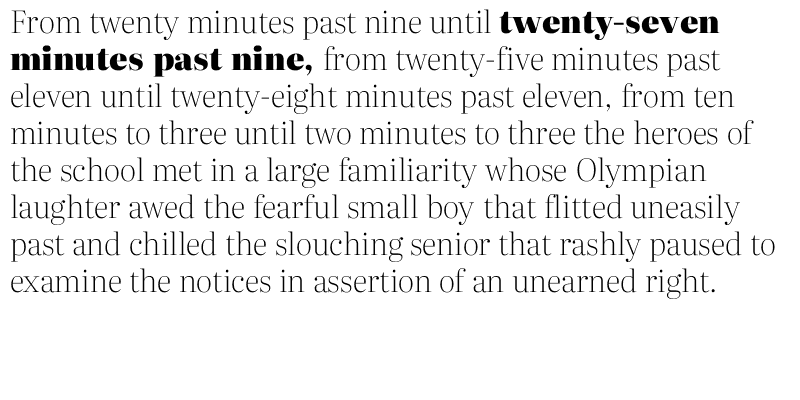 From twenty minutes past nine until twenty-seven
minutes past nine, from twenty-five minutes past
eleven until twenty-eight minutes past eleven, from ten
minutes to three until two minutes to three the heroes of
the school met in a large familiarity whose Olympian
laughter awed the fearful small boy that flitted uneasily
past and chilled the slouching senior that rashly paused to
examine the notices in assertion of an unearned right.